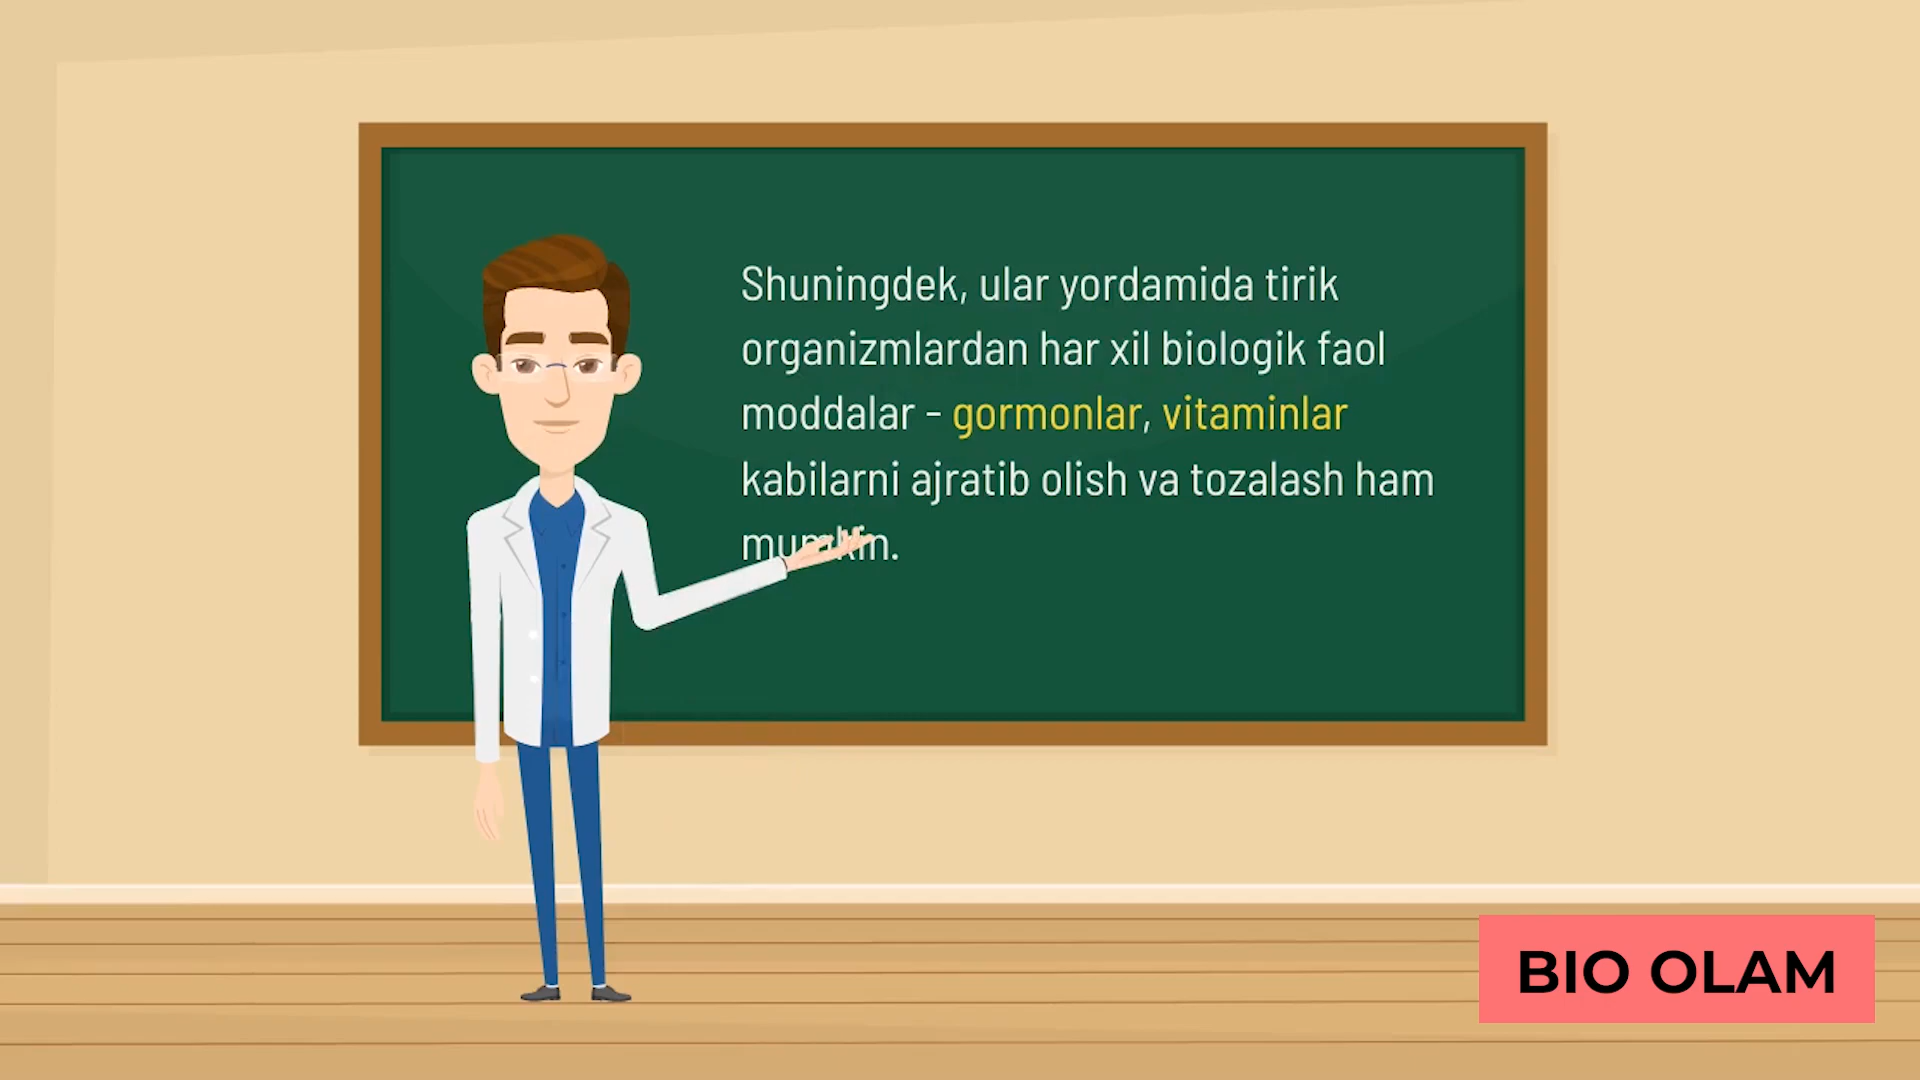 Shuningdek, ular yordamida tirik
organizmlardan har xil biologik faol
moddalar - gormonlar, vitaminlar
kabilarni ajratib olish va tozalash ham
mumkin.
BIO OLAM